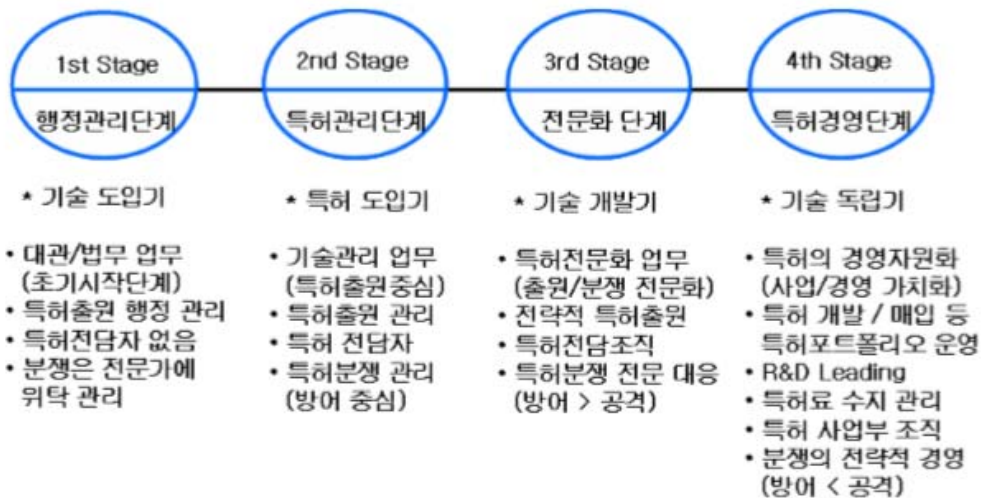 1st Stage
행정관리단계
2nd Stage
특허관리단계
3rd Stage
전문화 단계
4th Stage
특허경영단계
* 기술 도입기
• 대관/법무 업무
(초기시작단계)
• 특허출원 행정 관리
• 특허전담자 없음
• 분쟁은 전문가에
위탁 관리
* 특허 도입기
• 기술관리 업무
(특허출원중심)
• 특허출원 관리
• 특허 전담자
• 특허분쟁 관리
(방어 중심)
* 기술 개발기
• 특허전문화 업무
(출원/분쟁 전문화)
• 전략적 특허출원
• 특허전담조직
• 특허분쟁 전문 대응
(방어 > 공격)
* 기술 독립기
• 특허의 경영자원화
(사업/경영 가치화)
• 특허 개발 / 매입 등
특허포트폴리오 운영
• R&D Leading
• 특허료 수지 관리
• 특허 사업부 조직
• 분쟁의 전략적 경영
(방어 < 공격)